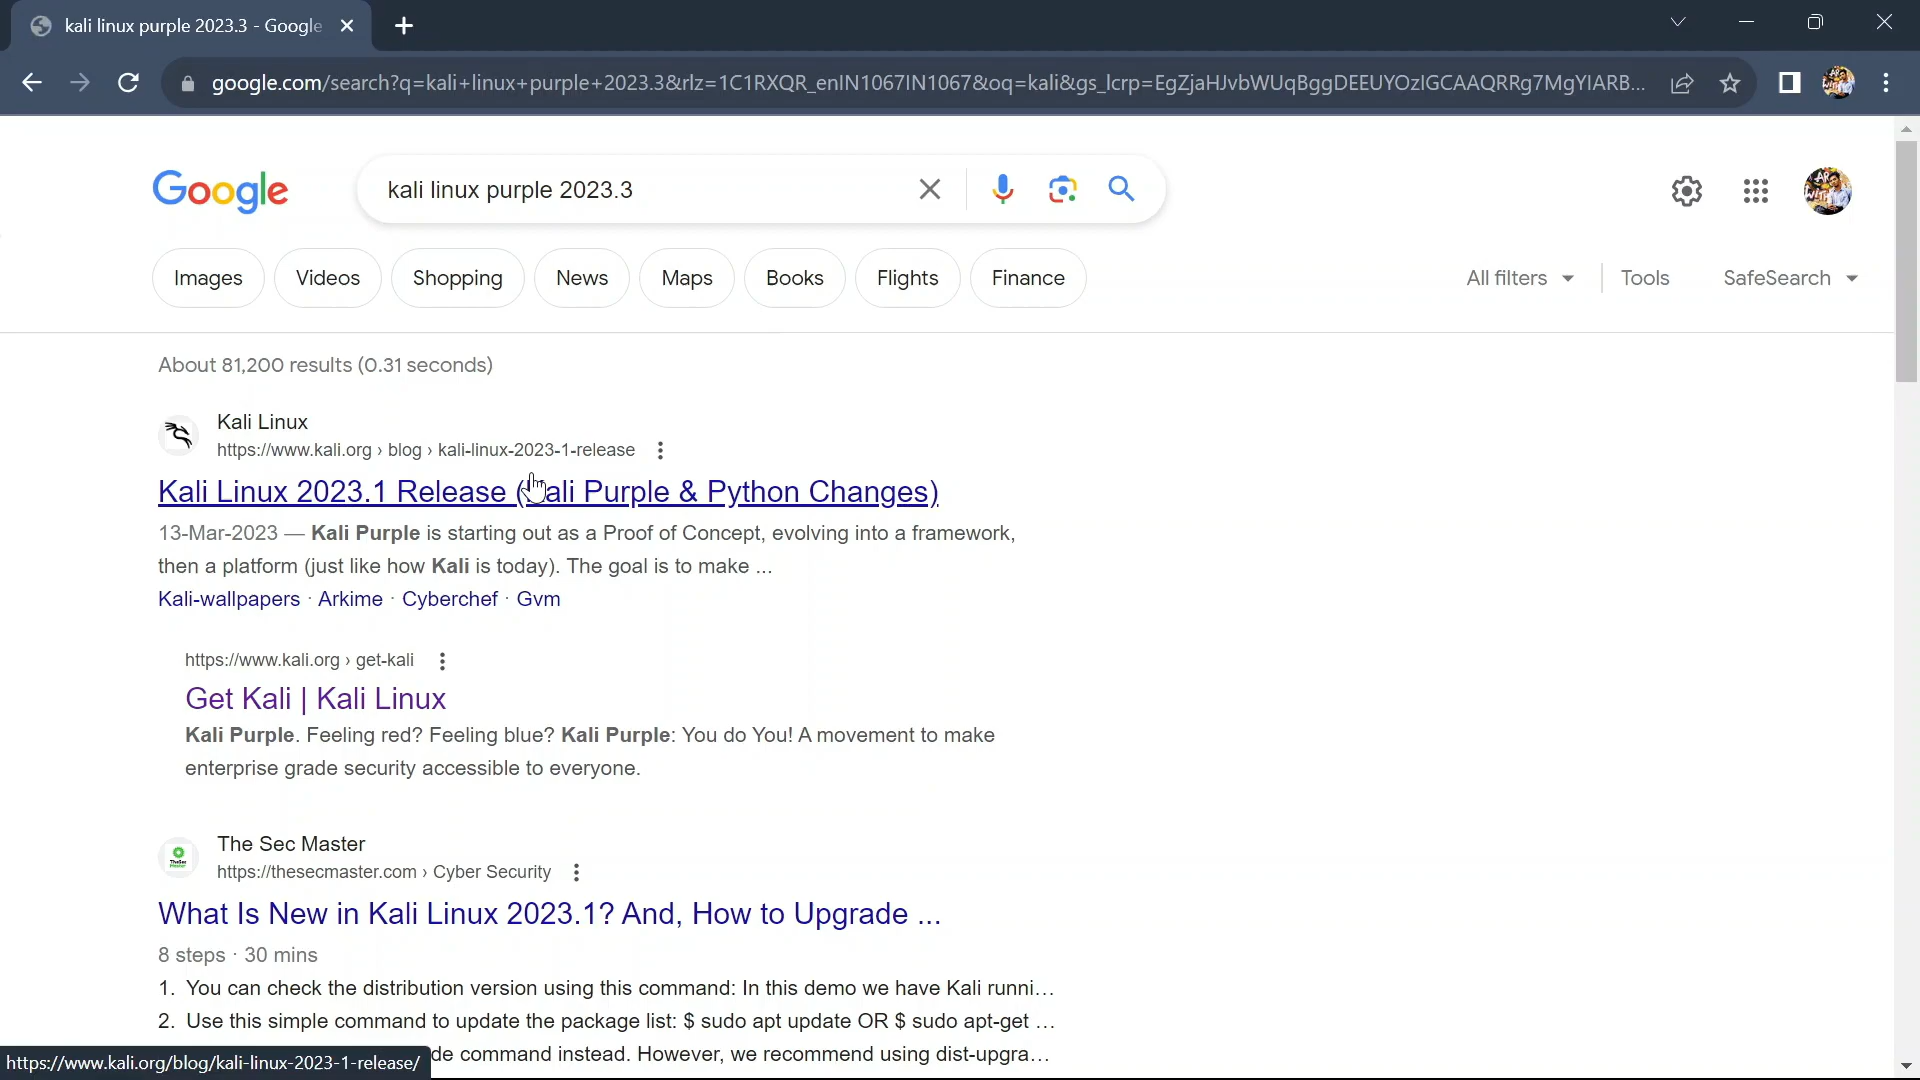 kali linux purple 2023.3 - Google
google.com/search?q=kali+linux+purple+2023.3&rlz=1C1RXQR_enIN1067IN1067&oq=kali&gs_lcrp=EgZjaHJvbWUqBggDEEUYOzIGCAAQRRg7MgYIARB...
Google
kali linux purple 2023.3
Images
Videos
Shopping
News
Maps
Books
Flights
Finance
All filters
Tools
SafeSearch
About 81,200 results (0.31 seconds)
Kali Linux
https://www.kali.org › blog › kali-linux-2023-1-release
Kali Linux 2023.1 Release (Kali Purple & Python Changes)
13-Mar-2023 — Kali Purple is starting out as a Proof of Concept, evolving into a framework,
then a platform (just like how Kali is today). The goal is to make ...
Kali-wallpapers · Arkime · Cyberchef · Gvm
https://www.kali.org › get-kali
Get Kali | Kali Linux
Kali Purple. Feeling red? Feeling blue? Kali Purple: You do You! A movement to make
enterprise grade security accessible to everyone.
The Sec Master
https://thesecmaster.com › Cyber Security
What Is New in Kali Linux 2023.1? And, How to Upgrade ...
8 steps · 30 mins
1. You can check the distribution version using this command: In this demo we have Kali runni...
2. Use this simple command to update the package list: $ sudo apt update OR $ sudo apt-get ...
de command instead. However, we recommend using dist-upgra...
https://www.kali.org/blog/kali-linux-2023-1-release/